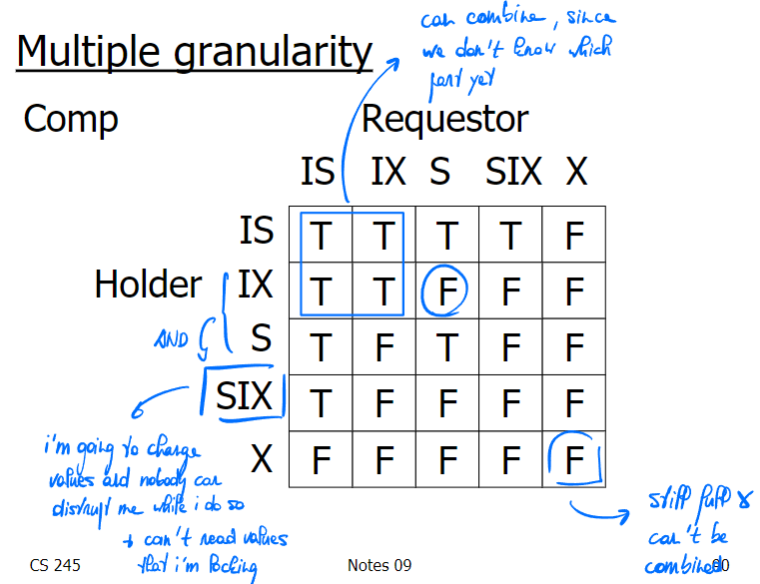 can combine, since
we don't know which
part yet
Multiple granularity
Comp
Requestor
IS IX S SIX X
IS T T T T F
Holder IX T T F F F
AND
S T F T F F
SIX T F F F F
X F F F F F
i'm going to change
values and nobody can
disrupt me while i do so
+ can't read values
that i'm locking
still full &
can't be
combined
CS 245
Notes 09